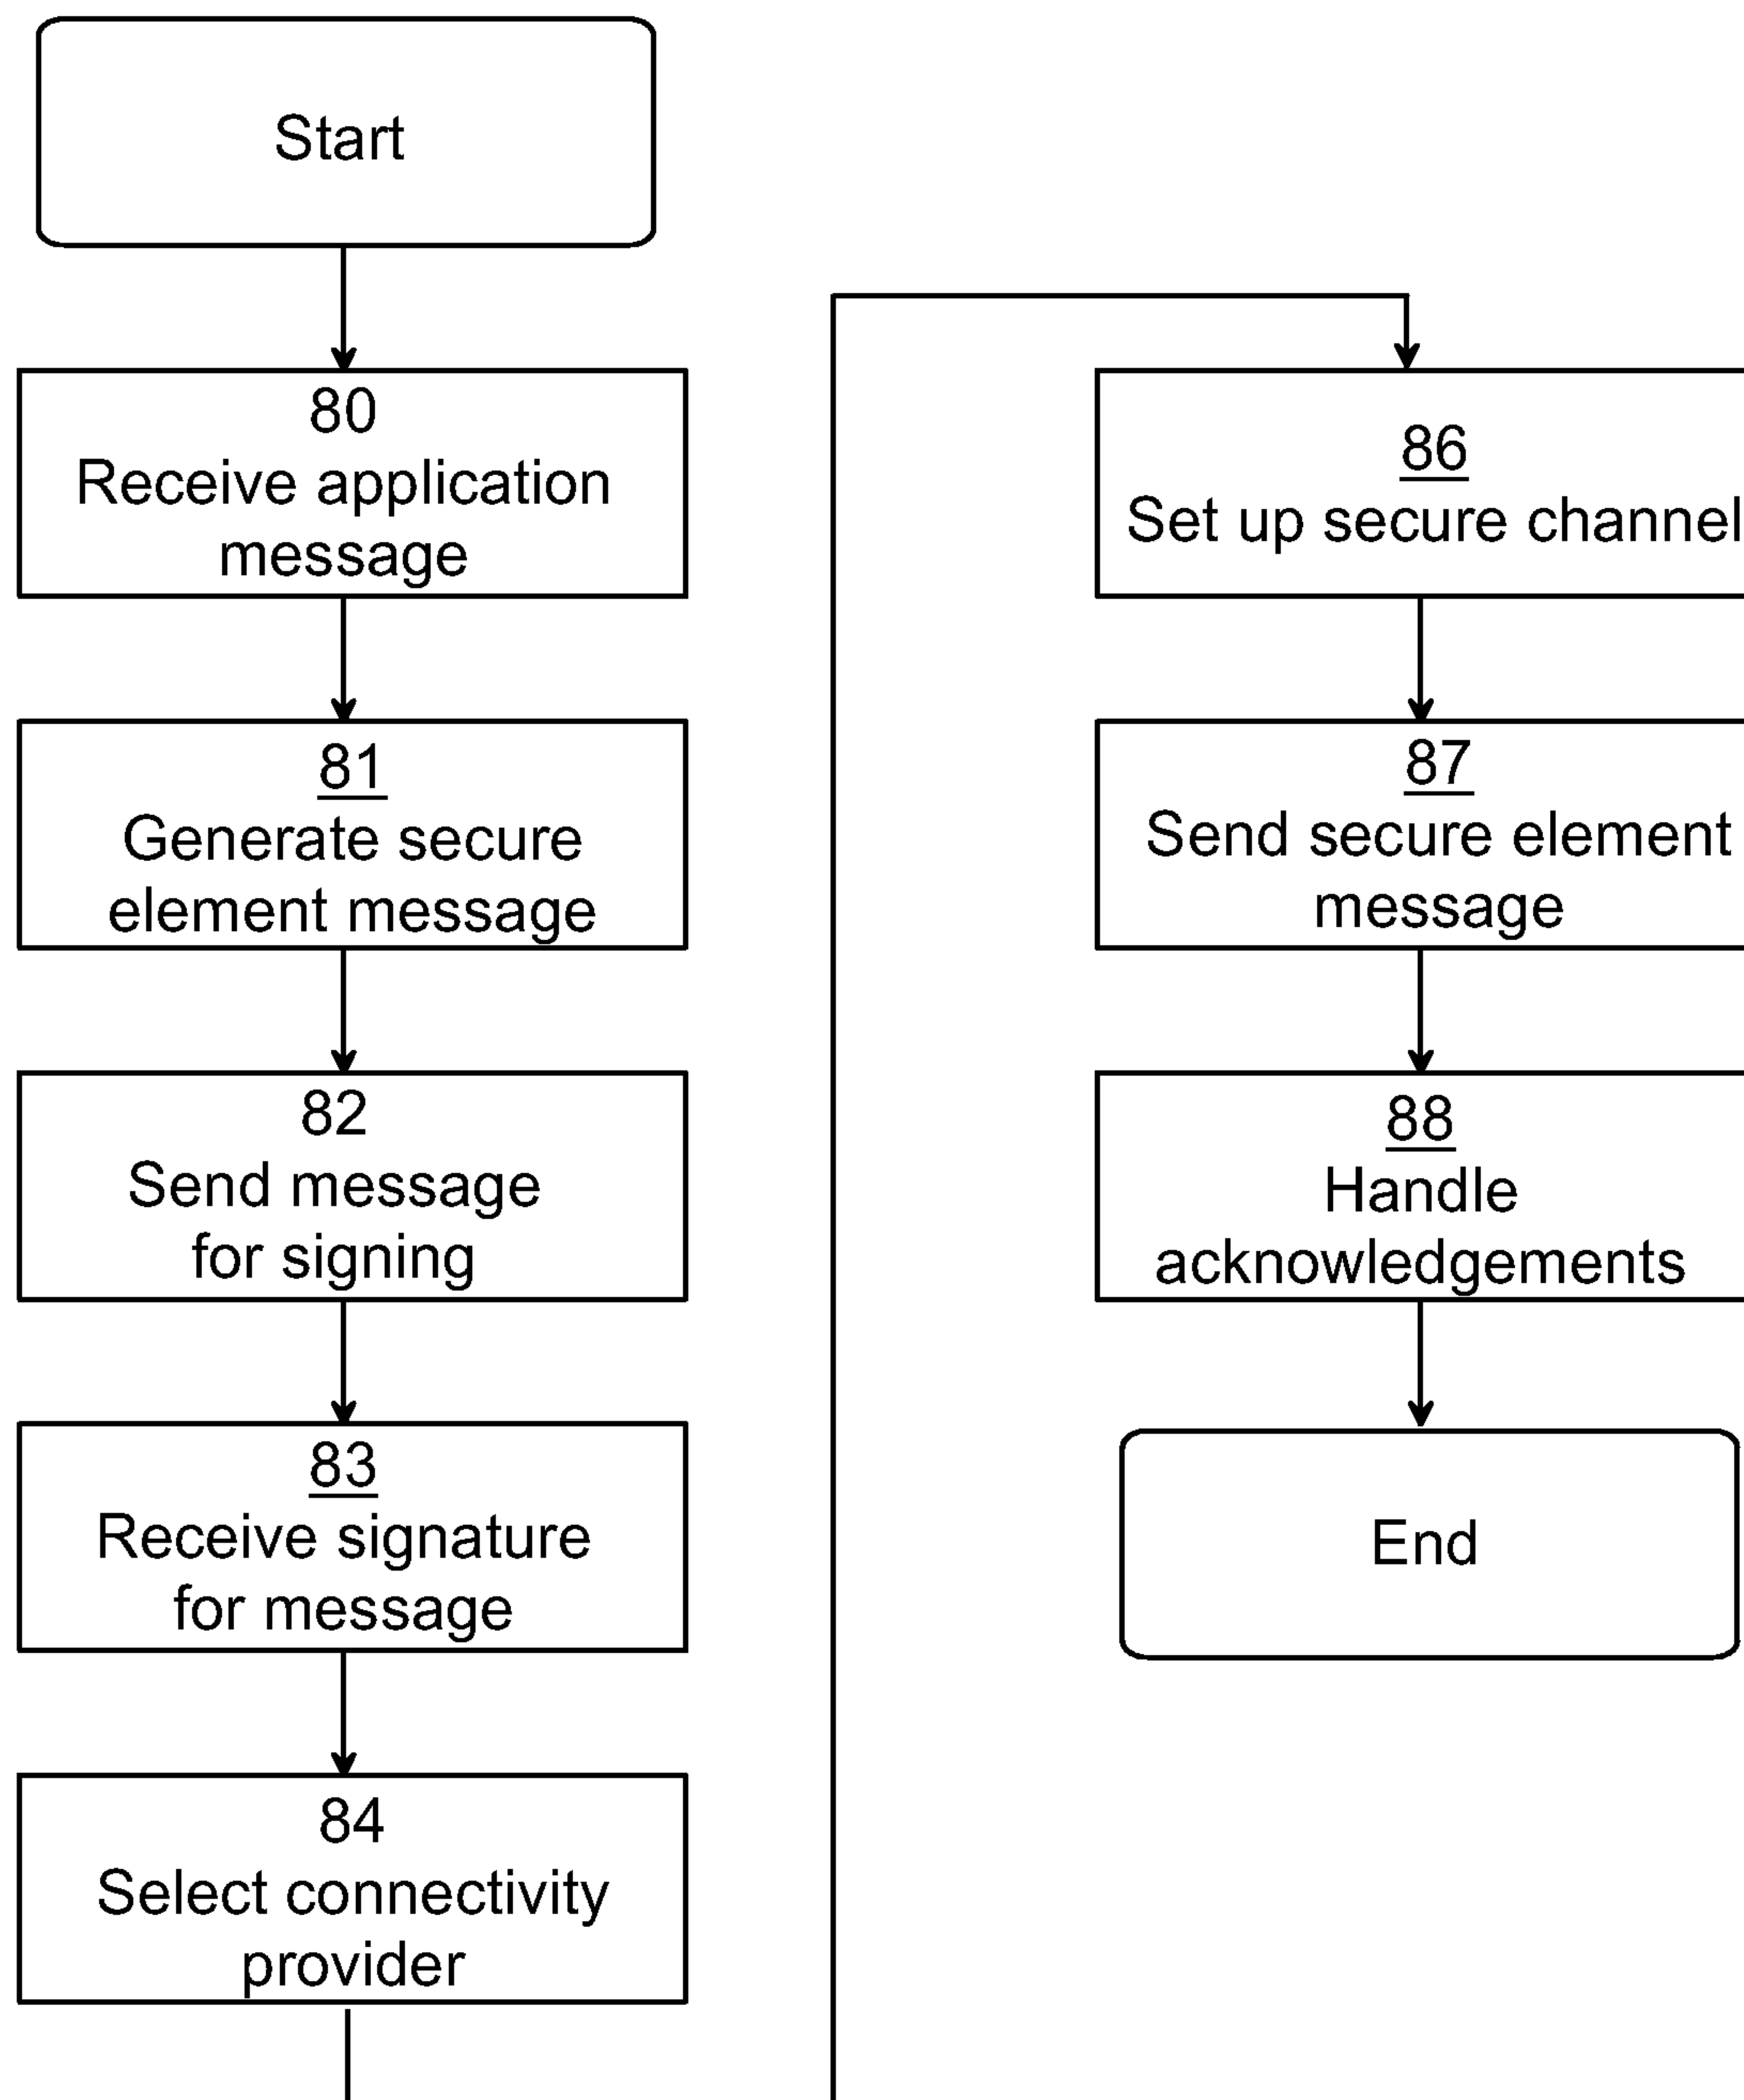 Start
80
Receive application
message
81
Generate secure
element message
82
Send message
for signing
83
Receive signature
for message
84
Select connectivity
provider
86
Set up secure channel
87
Send secure element
message
88
Handle
acknowledgements
End